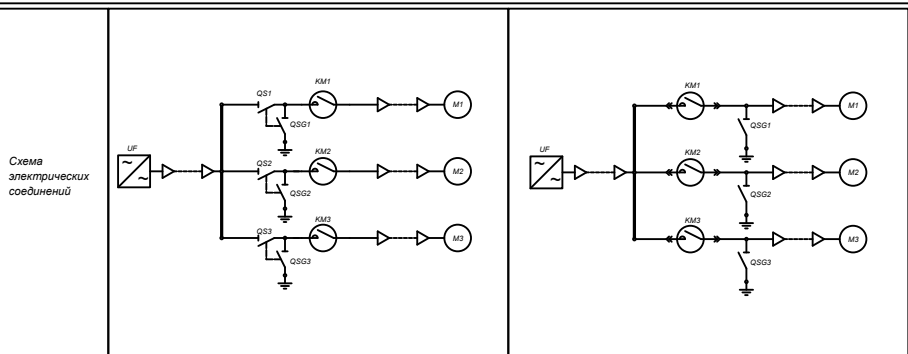 Схема
электрических
соединений
UF
QS1
KM1
QSG1
M1
QS2
KM2
QSG2
M2
QS3
KM3
QSG3
M3
UF
KM1
QSG1
M1
KM2
QSG2
M2
KM3
QSG3
M3